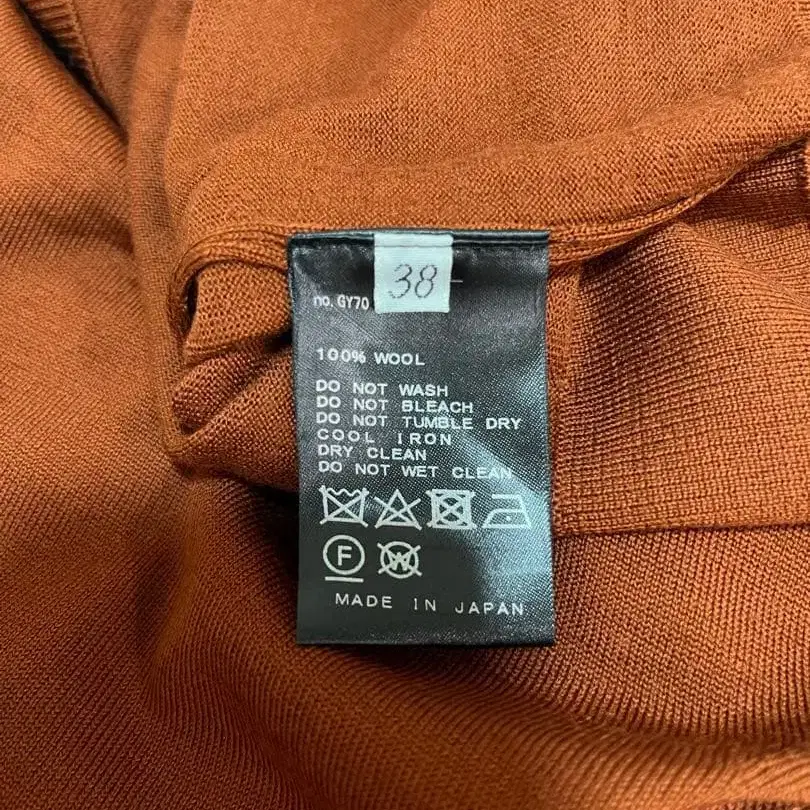 38
no. GY70
100% WOOL
DO NOT WASH
DO NOT BLEACH
DO NOT TUMBLE DRY
COOL IRON
DRY CLEAN
DO NOT WET CLEAN
F W
MADE IN JAPAN